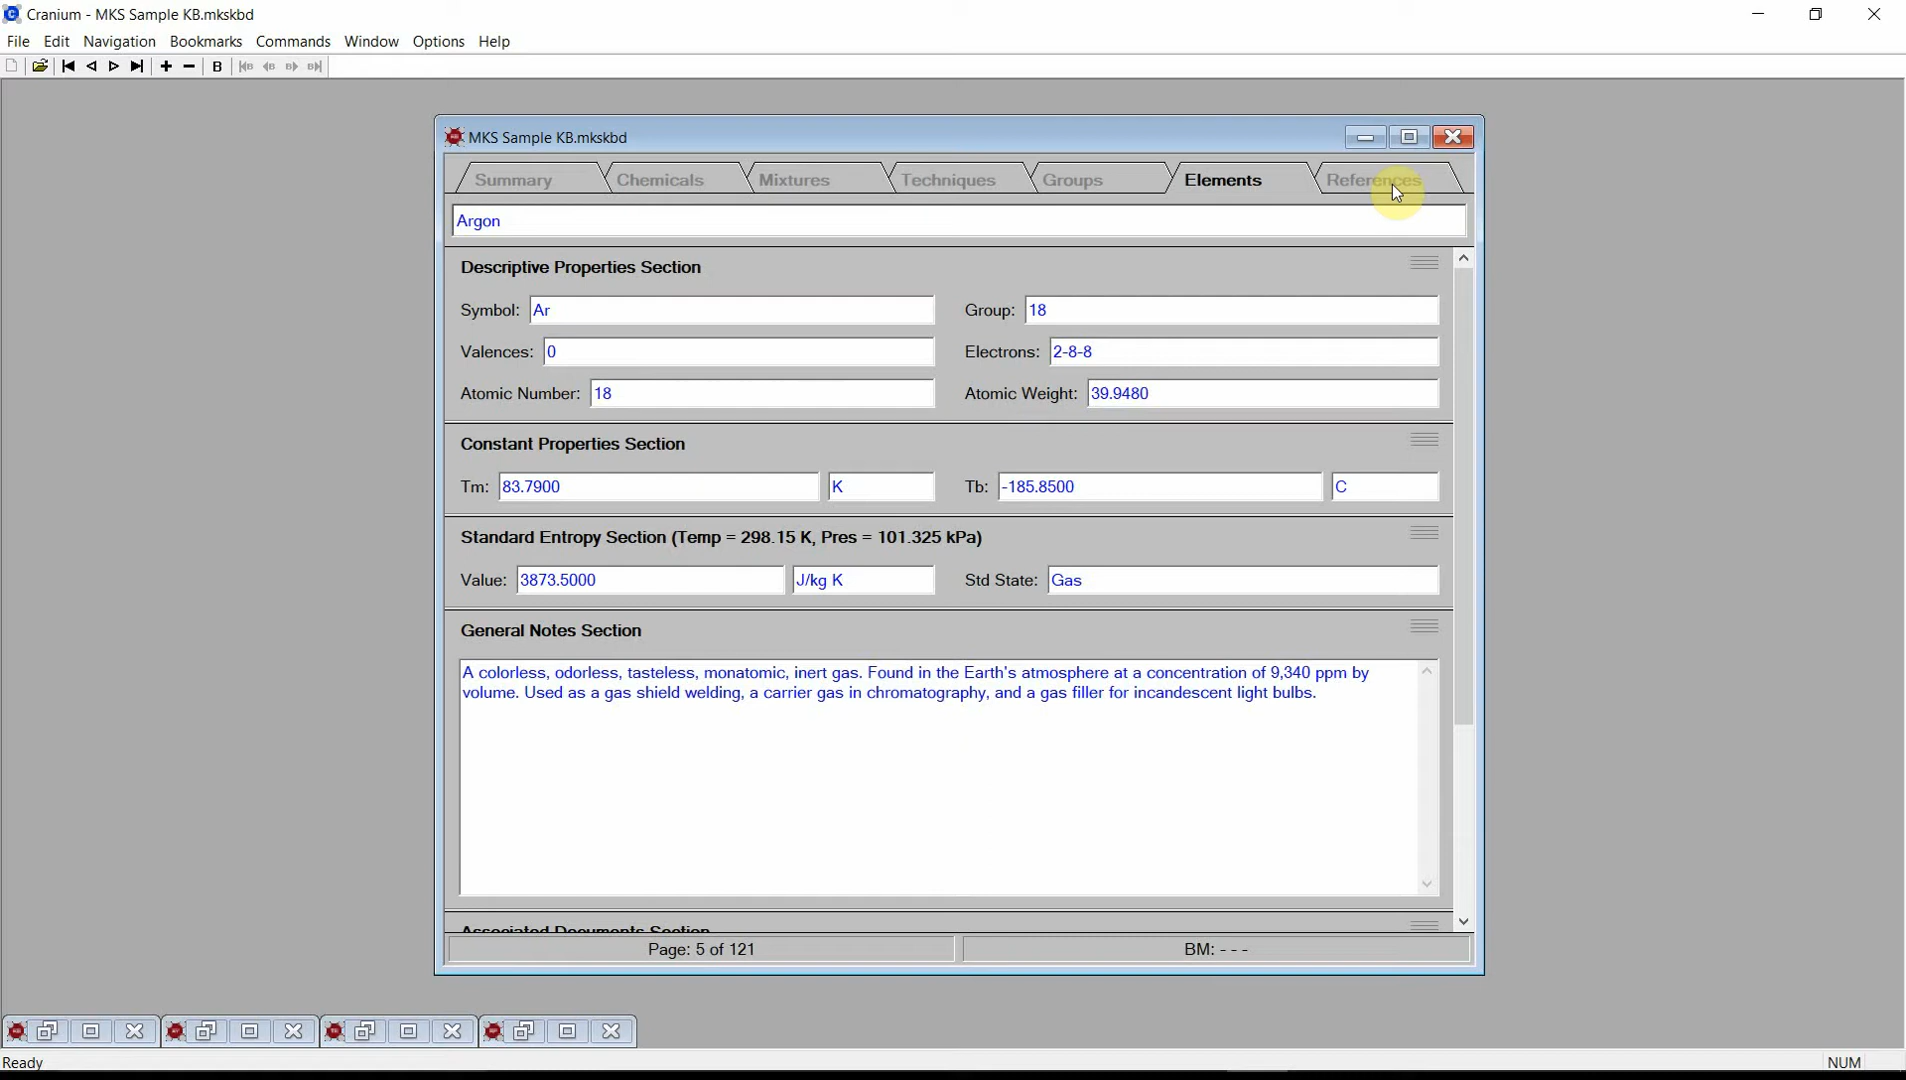 Cranium - MKS Sample KB.mkskbd
File Edit Navigation Bookmarks Commands Window Options Help
B B B B B
MKS Sample KB.mkskbd
Summary Chemicals Mixtures Techniques Groups Elements References
Argon
Descriptive Properties Section
Symbol: Ar Group: 18
Valences: 0 Electrons: 2-8-8
Atomic Number: 18 Atomic Weight: 39.9480
Constant Properties Section
Tm: 83.7900 K Tb: -185.8500 C
Standard Entropy Section (Temp = 298.15 K, Pres = 101.325 kPa)
Value: 3873.5000 J/kg K Std State: Gas
General Notes Section
A colorless, odorless, tasteless, monatomic, inert gas. Found in the Earth's atmosphere at a concentration of 9,340 ppm by
volume. Used as a gas shield welding, a carrier gas in chromatography, and a gas filler for incandescent light bulbs.
Associated Documents Section
Page: 5 of 121 BM: - - -
Ready NUM